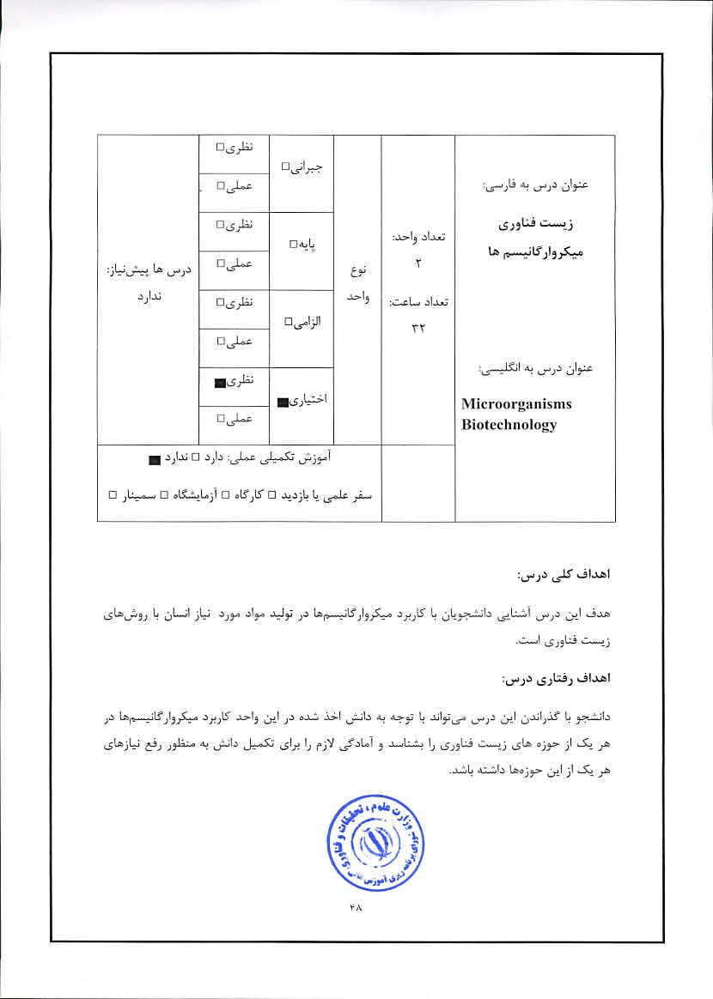 عنوان درس به فارسی:
زیست فناوری
میکروارگانیسم ها
عنوان درس به انگلیسی:
Microorganisms
Biotechnology
تعداد واحد:
۲
تعداد ساعت:
۳۲
نوع
واحد
جبرانی□
نظری□
عملی□
پایه□
نظری□
عملی□
الزامی□
نظری□
عملی□
اختیاری■
نظری■
عملی□
درس ها پیش‌نیاز:
ندارد
آموزش تکمیلی عملی: دارد □ ندارد ■
سفر علمی یا بازدید □ کارگاه □ آزمایشگاه □ سمینار □
اهداف کلی درس:
هدف این درس آشنایی دانشجویان با کاربرد میکروارگانیسم‌ها در تولید مواد مورد نیاز انسان با روش‌های
زیست فناوری است.
اهداف رفتاری درس:
دانشجو با گذراندن این درس می‌تواند با توجه به دانش اخذ شده در این واحد کاربرد میکروارگانیسم‌ها در
هر یک از حوزه های زیست فناوری را بشناسد و آمادگی لازم را برای تکمیل دانش به منظور رفع نیازهای
هر یک از این حوزه‌ها داشته باشد.
وزارت علوم، تحقیقات و فناوری
شورای برنامه ریزی آموزش عالی
۴۸